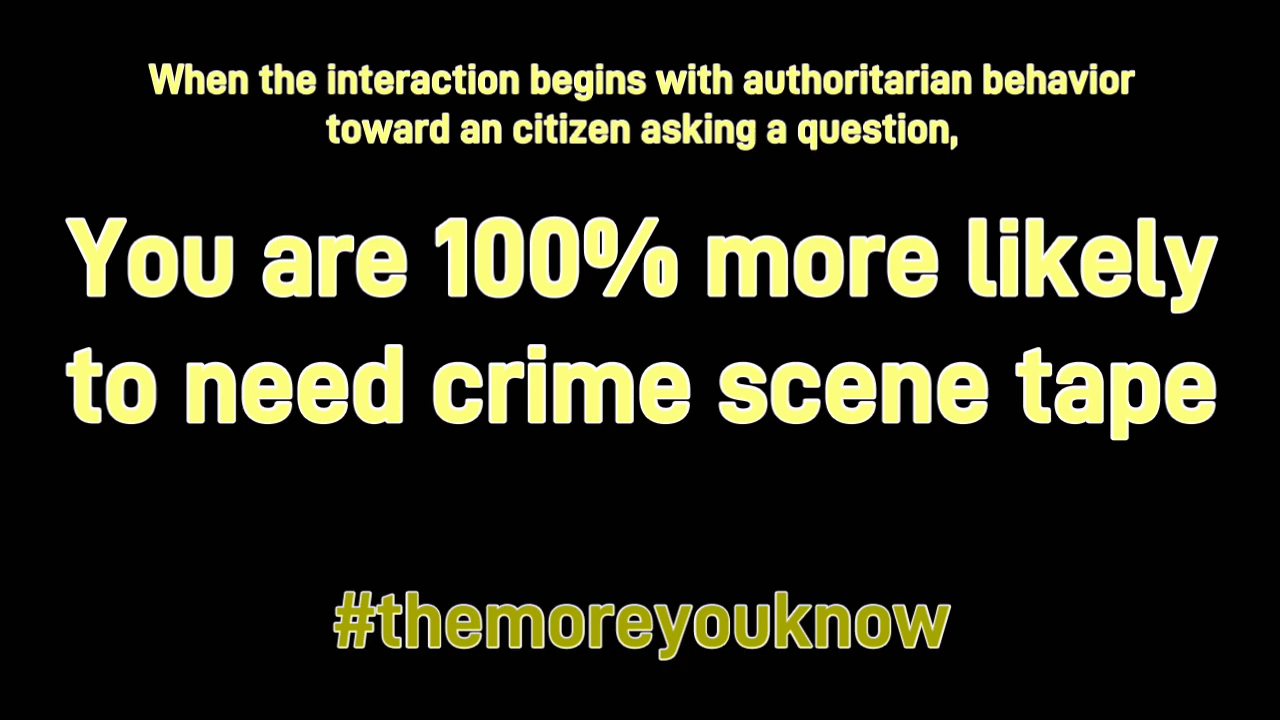 When the interaction begins with authoritarian behavior
toward an citizen asking a question,
You are 100% more likely
to need crime scene tape
#themoreyouknow